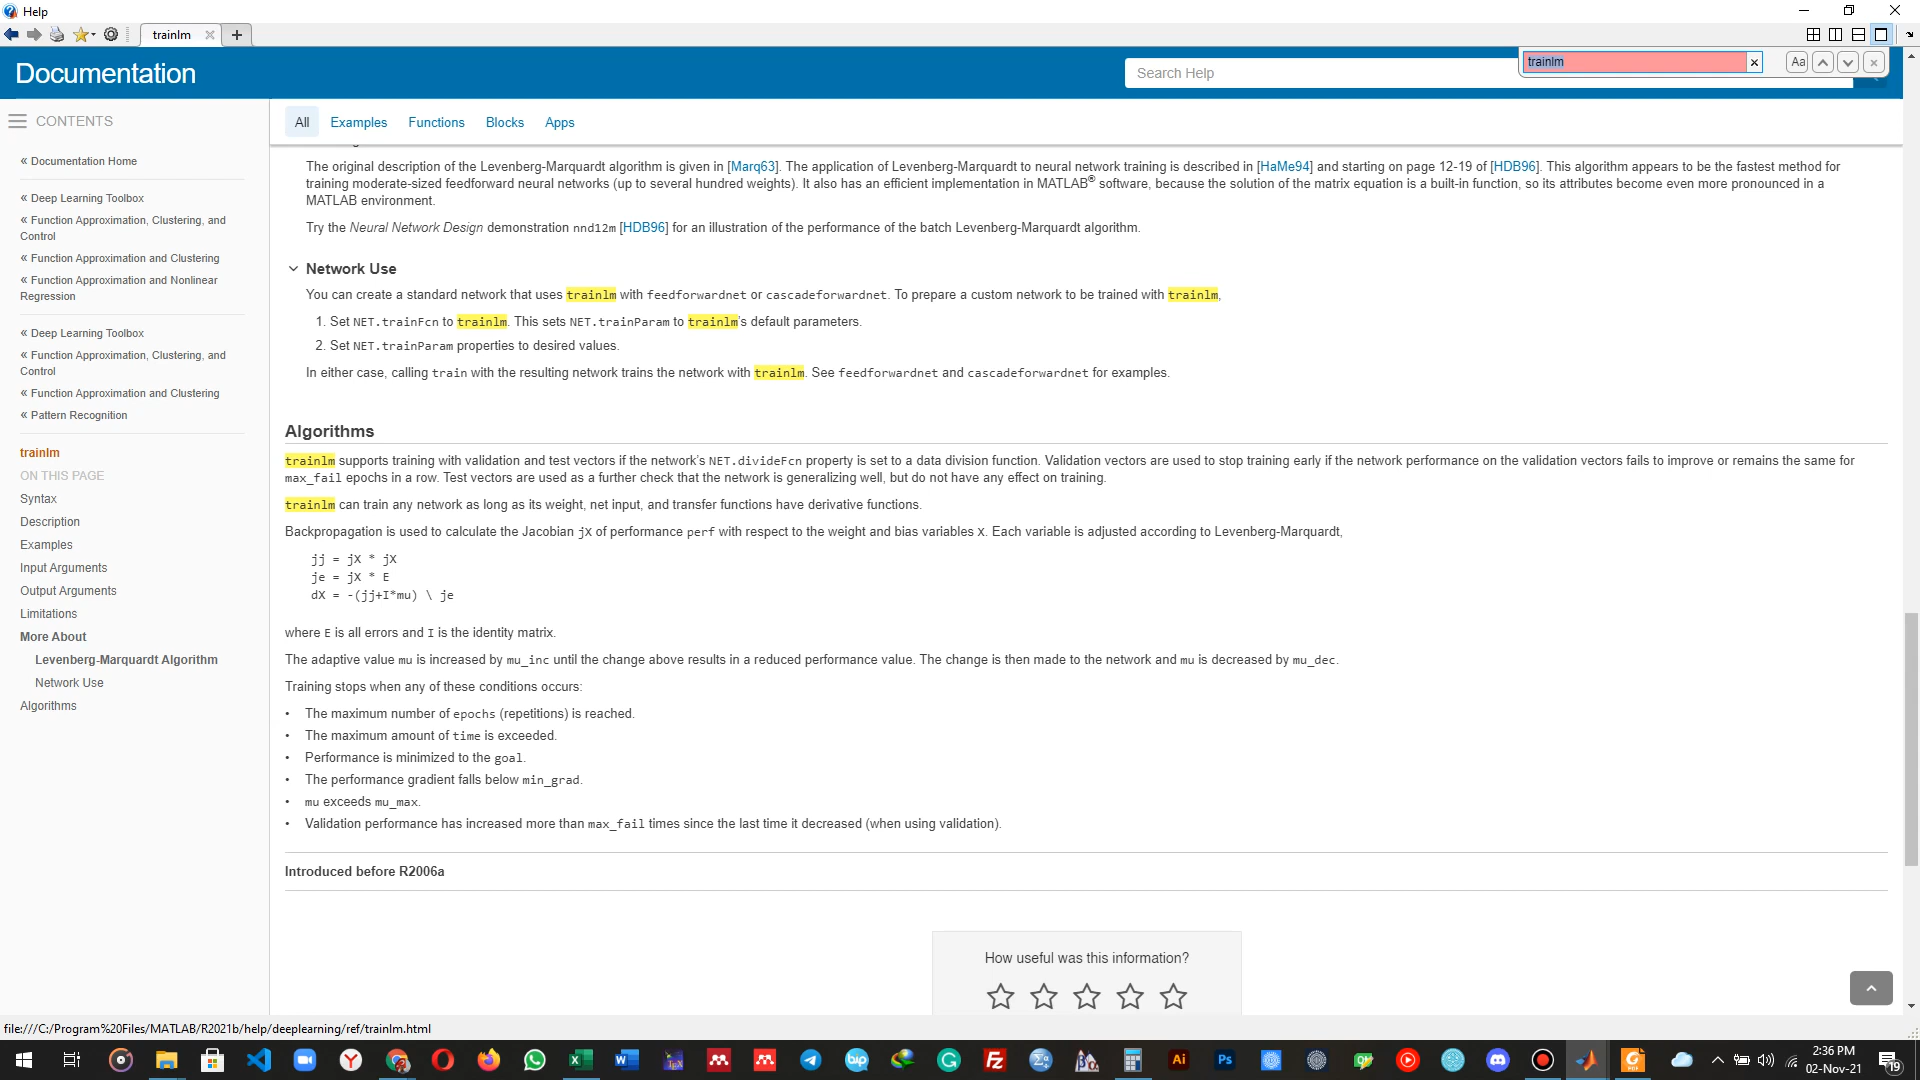 Help
trainlm
Documentation
Search Help
trainlm
Aa
CONTENTS
All Examples Functions Blocks Apps
« Documentation Home
« Deep Learning Toolbox
« Function Approximation, Clustering, and
Control
« Function Approximation and Clustering
« Function Approximation and Nonlinear
Regression
« Deep Learning Toolbox
« Function Approximation, Clustering, and
Control
« Function Approximation and Clustering
« Pattern Recognition
trainlm
ON THIS PAGE
Syntax
Description
Examples
Input Arguments
Output Arguments
Limitations
More About
Levenberg-Marquardt Algorithm
Network Use
Algorithms
The original description of the Levenberg-Marquardt algorithm is given in [Marq63]. The application of Levenberg-Marquardt to neural network training is described in [HaMe94] and starting on page 12-19 of [HDB96]. This algorithm appears to be the fastest method for
training moderate-sized feedforward neural networks (up to several hundred weights). It also has an efficient implementation in MATLAB® software, because the solution of the matrix equation is a built-in function, so its attributes become even more pronounced in a
MATLAB environment.
Try the Neural Network Design demonstration nnd12m [HDB96] for an illustration of the performance of the batch Levenberg-Marquardt algorithm.
Network Use
You can create a standard network that uses trainlm with feedforwardnet or cascadeforwardnet. To prepare a custom network to be trained with trainlm,
1. Set NET.trainFcn to trainlm. This sets NET.trainParam to trainlm's default parameters.
2. Set NET.trainParam properties to desired values.
In either case, calling train with the resulting network trains the network with trainlm. See feedforwardnet and cascadeforwardnet for examples.
Algorithms
trainlm supports training with validation and test vectors if the network's NET.divideFcn property is set to a data division function. Validation vectors are used to stop training early if the network performance on the validation vectors fails to improve or remains the same for
max_fail epochs in a row. Test vectors are used as a further check that the network is generalizing well, but do not have any effect on training.
trainlm can train any network as long as its weight, net input, and transfer functions have derivative functions.
Backpropagation is used to calculate the Jacobian jX of performance perf with respect to the weight and bias variables X. Each variable is adjusted according to Levenberg-Marquardt,
jj = jX * jX
je = jX * E
dX = -(jj+I*mu) \ je
where E is all errors and I is the identity matrix.
The adaptive value mu is increased by mu_inc until the change above results in a reduced performance value. The change is then made to the network and mu is decreased by mu_dec.
Training stops when any of these conditions occurs:
• The maximum number of epochs (repetitions) is reached.
• The maximum amount of time is exceeded.
• Performance is minimized to the goal.
• The performance gradient falls below min_grad.
• mu exceeds mu_max.
• Validation performance has increased more than max_fail times since the last time it decreased (when using validation).
Introduced before R2006a
How useful was this information?
file:///C:/Program%20Files/MATLAB/R2021b/help/deeplearning/ref/trainlm.html
2:36 PM
02-Nov-21
19